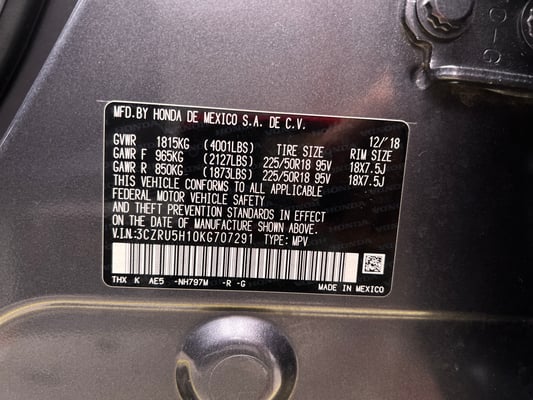 MFD.BY HONDA DE MEXICO S.A. DE C.V.
GVWR 1815KG (4001LBS) TIRE SIZE 12/'18 RIM SIZE
GAWR F 965KG (2127LBS) 225/50R18 95V 18X7.5J
GAWR R 850KG (1873LBS) 225/50R18 95V 18X7.5J
THIS VEHICLE CONFORMS TO ALL APPLICABLE
FEDERAL MOTOR VEHICLE SAFETY
AND THEFT PREVENTION STANDARDS IN EFFECT
ON THE DATE OF MANUFACTURE SHOWN ABOVE.
V.I.N.:3CZRU5H10KG707291 TYPE: MPV
THX K AE5 -NH797M -R -G MADE IN MEXICO